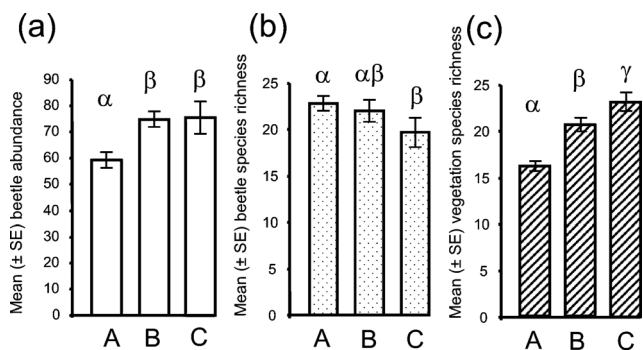 (a)
Mean (± SE) beetle abundance
90
80
70
60
50
40
30
20
10
0
α
β
β
A
B
C
(b)
Mean (± SE) beetle species richness
25
20
15
10
5
0
α
αβ
β
A
B
C
(c)
Mean (± SE) vegetation species richness
25
20
15
10
5
0
α
β
γ
A
B
C